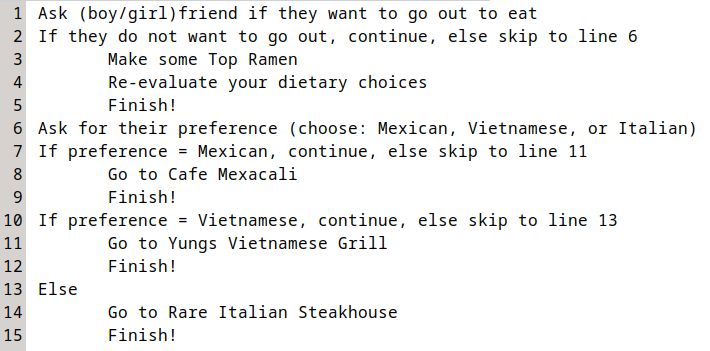 1 Ask (boy/girl)friend if they want to go out to eat
2 If they do not want to go out, continue, else skip to line 6
3 Make some Top Ramen
4 Re-evaluate your dietary choices
5 Finish!
6 Ask for their preference (choose: Mexican, Vietnamese, or Italian)
7 If preference = Mexican, continue, else skip to line 11
8 Go to Cafe Mexacali
9 Finish!
10 If preference = Vietnamese, continue, else skip to line 13
11 Go to Yungs Vietnamese Grill
12 Finish!
13 Else
14 Go to Rare Italian Steakhouse
15 Finish!